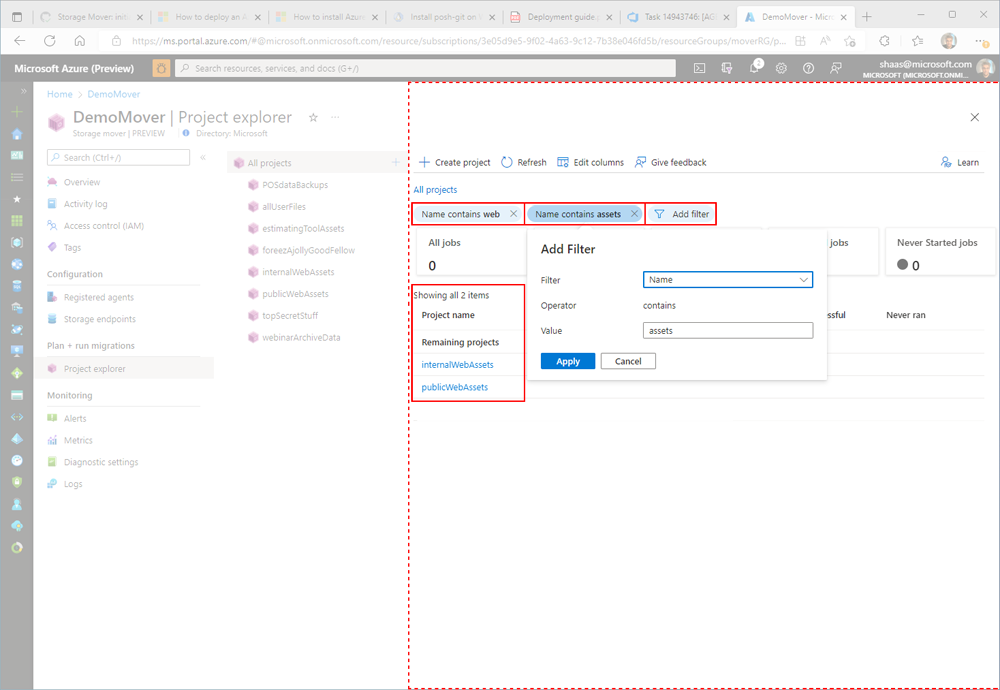 Storage Mover: initi
How to deploy an A
How to install Azure
Install posh-git on V
Deployment guide.
Task 14943746: [AG
DemoMover - Micr
https://ms.portal.azure.com/#@microsoft.onmicrosoft.com/resource/subscriptions/3e05d9e5-9f02-4a63-9c12-7b38e046fd5b/resourceGroups/moverRG/p...
Microsoft Azure (Preview)
Search resources, services, and docs (G+/)
2
shaas@microsoft.com
MICROSOFT (MICROSOFT.ONMI...
Home > DemoMover
DemoMover | Project explorer
Storage mover | PREVIEW
Directory: Microsoft
Search (Ctrl+/)
Overview
Activity log
Access control (IAM)
Tags
Configuration
Registered agents
Storage endpoints
Plan + run migrations
Project explorer
Monitoring
Alerts
Metrics
Diagnostic settings
Logs
All projects
POSdataBackups
allUserFiles
estimatingToolAssets
foreezAjollyGoodFellow
internalWebAssets
publicWebAssets
topSecretStuff
webinarArchiveData
Create project
Refresh
Edit columns
Give feedback
Learn
All projects
Name contains web
Name contains assets
Add filter
All jobs
0
jobs
Never Started jobs
0
Add Filter
Filter
Name
Operator
contains
Value
assets
Apply
Cancel
Showing all 2 items
Project name
ssful
Never ran
Remaining projects
internalWebAssets
publicWebAssets